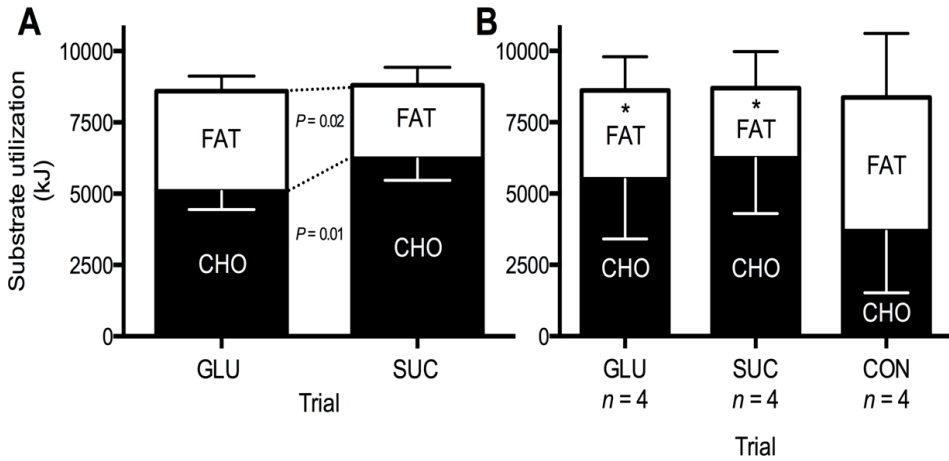 A
Substrate utilization
(kJ)
10000
7500
5000
2500
0
FAT
CHO
P = 0.02
P = 0.01
FAT
CHO
GLU
SUC
Trial
B
10000
7500
5000
2500
0
*
FAT
CHO
*
FAT
CHO
FAT
CHO
GLU
n = 4
SUC
n = 4
CON
n = 4
Trial